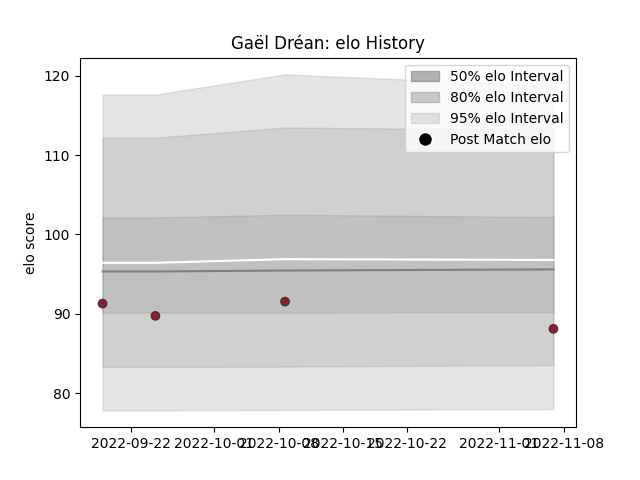 Gaël Dréan: elo History
120
110
100
90
80
elo score
50% elo Interval
80% elo Interval
95% elo Interval
Post Match elo
2022-09-22 2022-10-01 2022-10-08 2022-10-15 2022-10-22 2022-11-01 2022-11-08